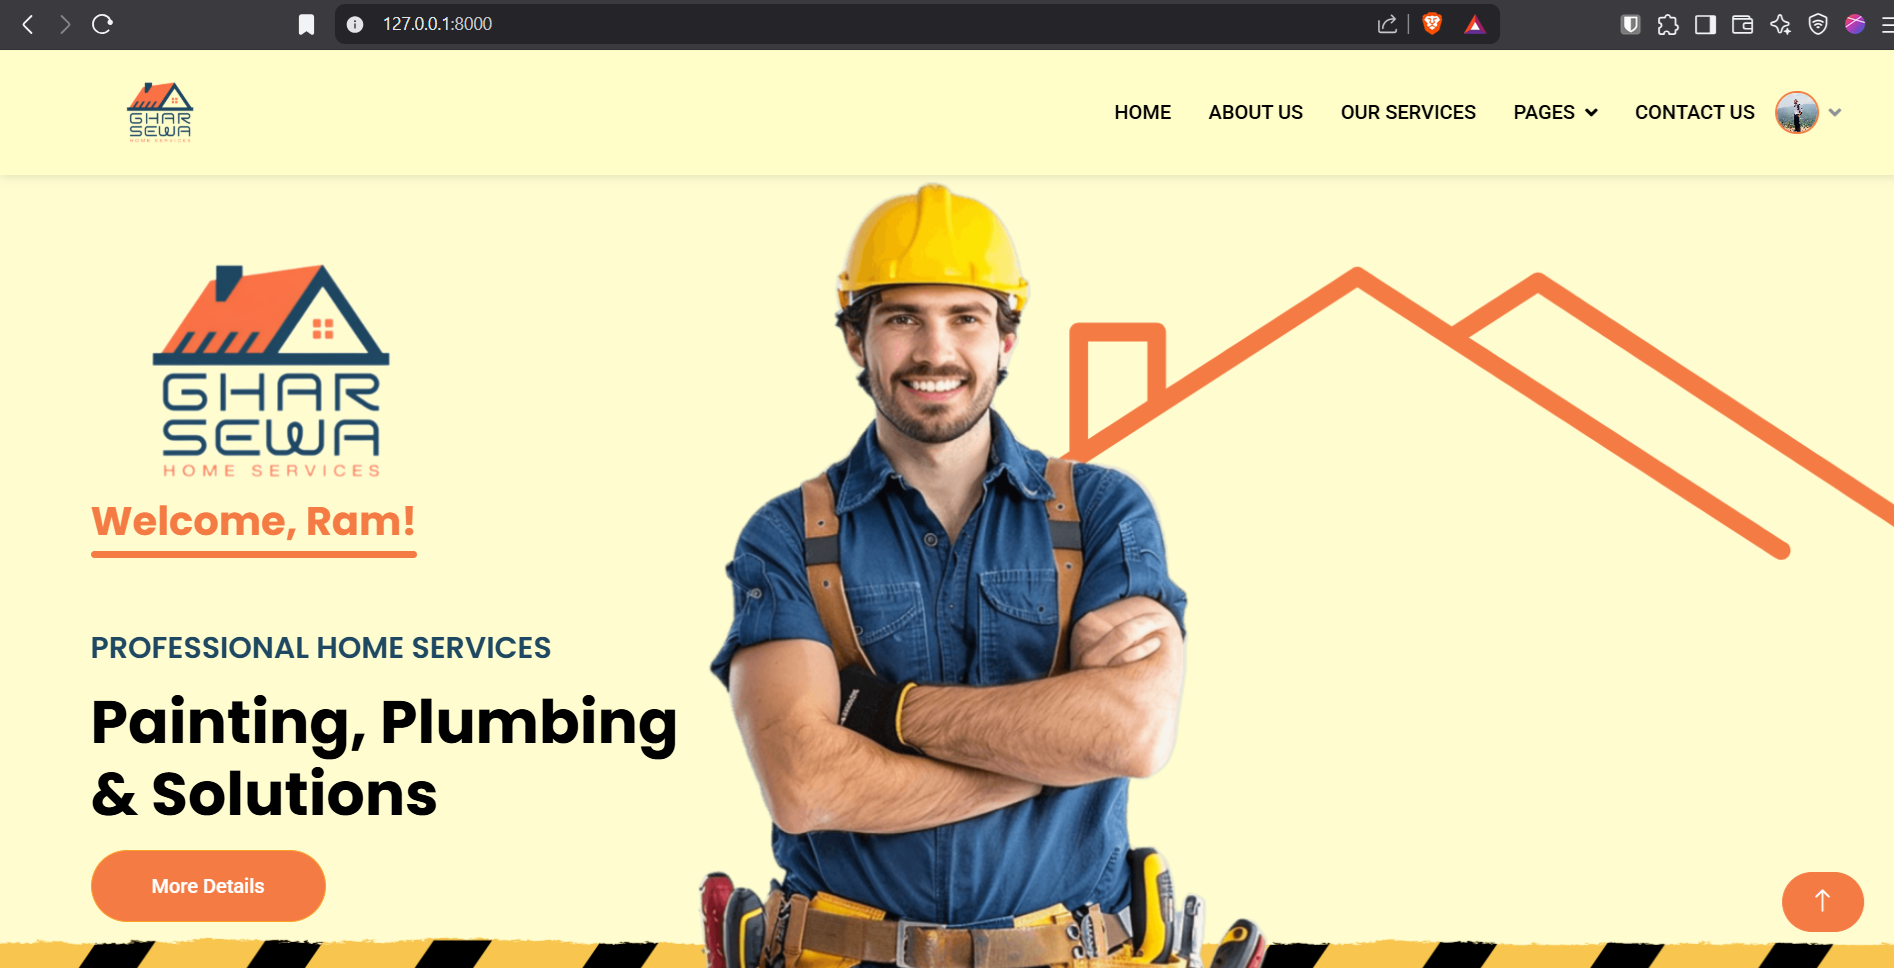 127.0.0.1:8000
GHAR
SEWA
HOME SERVICES
HOME ABOUT US OUR SERVICES PAGES CONTACT US
GHAR
SEWA
HOME SERVICES
Welcome, Ram!
PROFESSIONAL HOME SERVICES
Painting, Plumbing
& Solutions
More Details